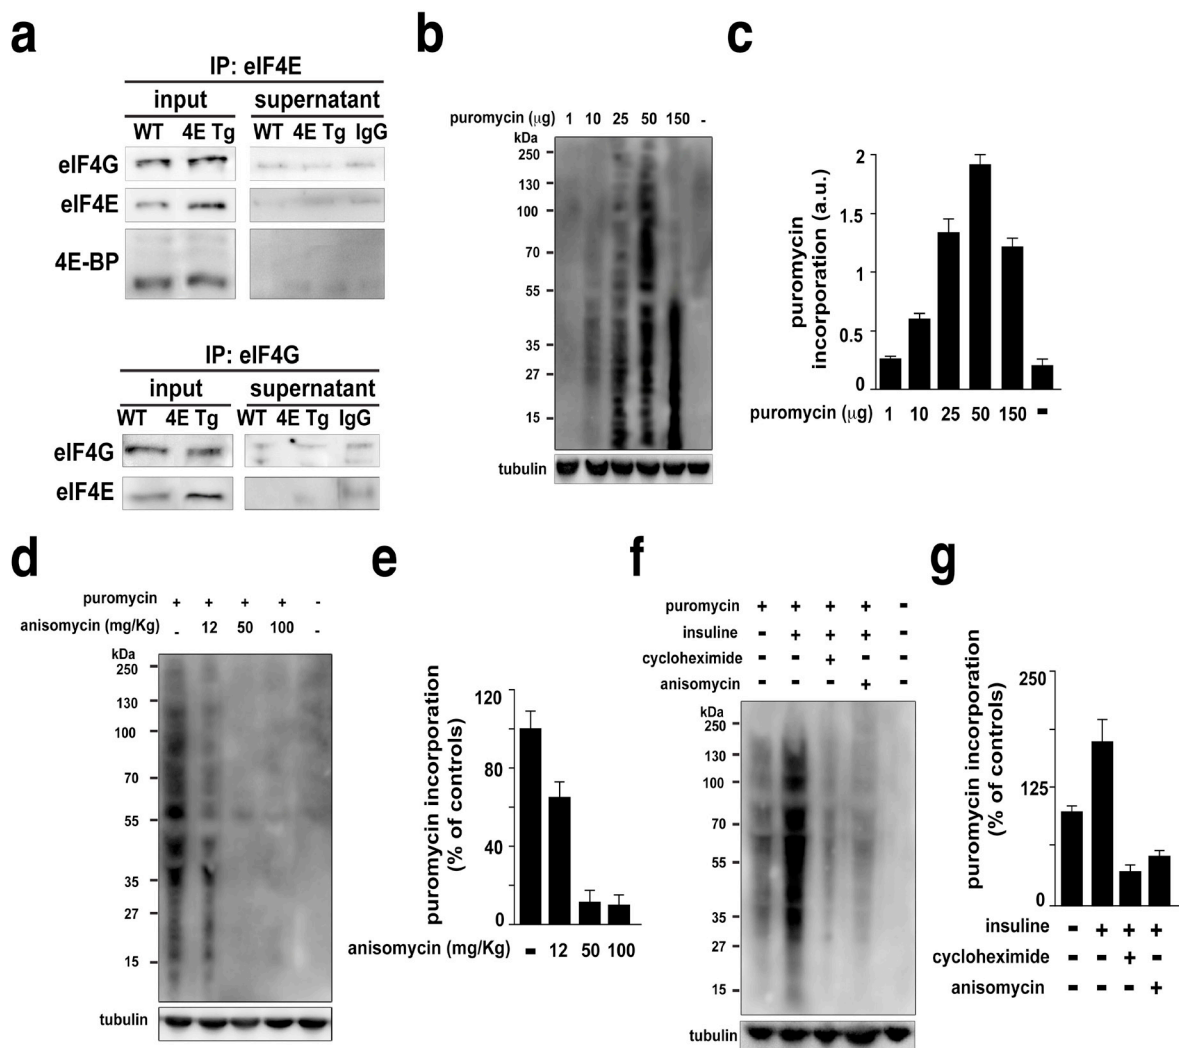 a
IP: eIF4E
input supernatant
WT 4E Tg WT 4E Tg IgG
eIF4G
eIF4E
4E-BP
IP: eIF4G
input supernatant
WT 4E Tg WT 4E Tg IgG
eIF4G
eIF4E
b
puromycin (μg) 1 10 25 50 150 -
kDa
250
130
100
70
55
35
27
15
tubulin
c
puromycin
incorporation (a.u.)
2
1.5
1
0.5
0
puromycin (μg) 1 10 25 50 150 -
d
puromycin + + + + -
anisomycin (mg/Kg) - 12 50 100 -
kDa
250
130
100
70
55
35
27
15
tubulin
e
puromycin incorporation
(% of controls)
120
80
40
0
anisomycin (mg/Kg) - 12 50 100
f
puromycin + + + + -
insuline - + + + -
cycloheximide - - + - -
anisomycin - - - + -
kDa
250
130
100
70
55
35
27
15
tubulin
g
puromycin incorporation
(% of controls)
250
125
0
insuline - + + +
cycloheximide - - + -
anisomycin - - - +